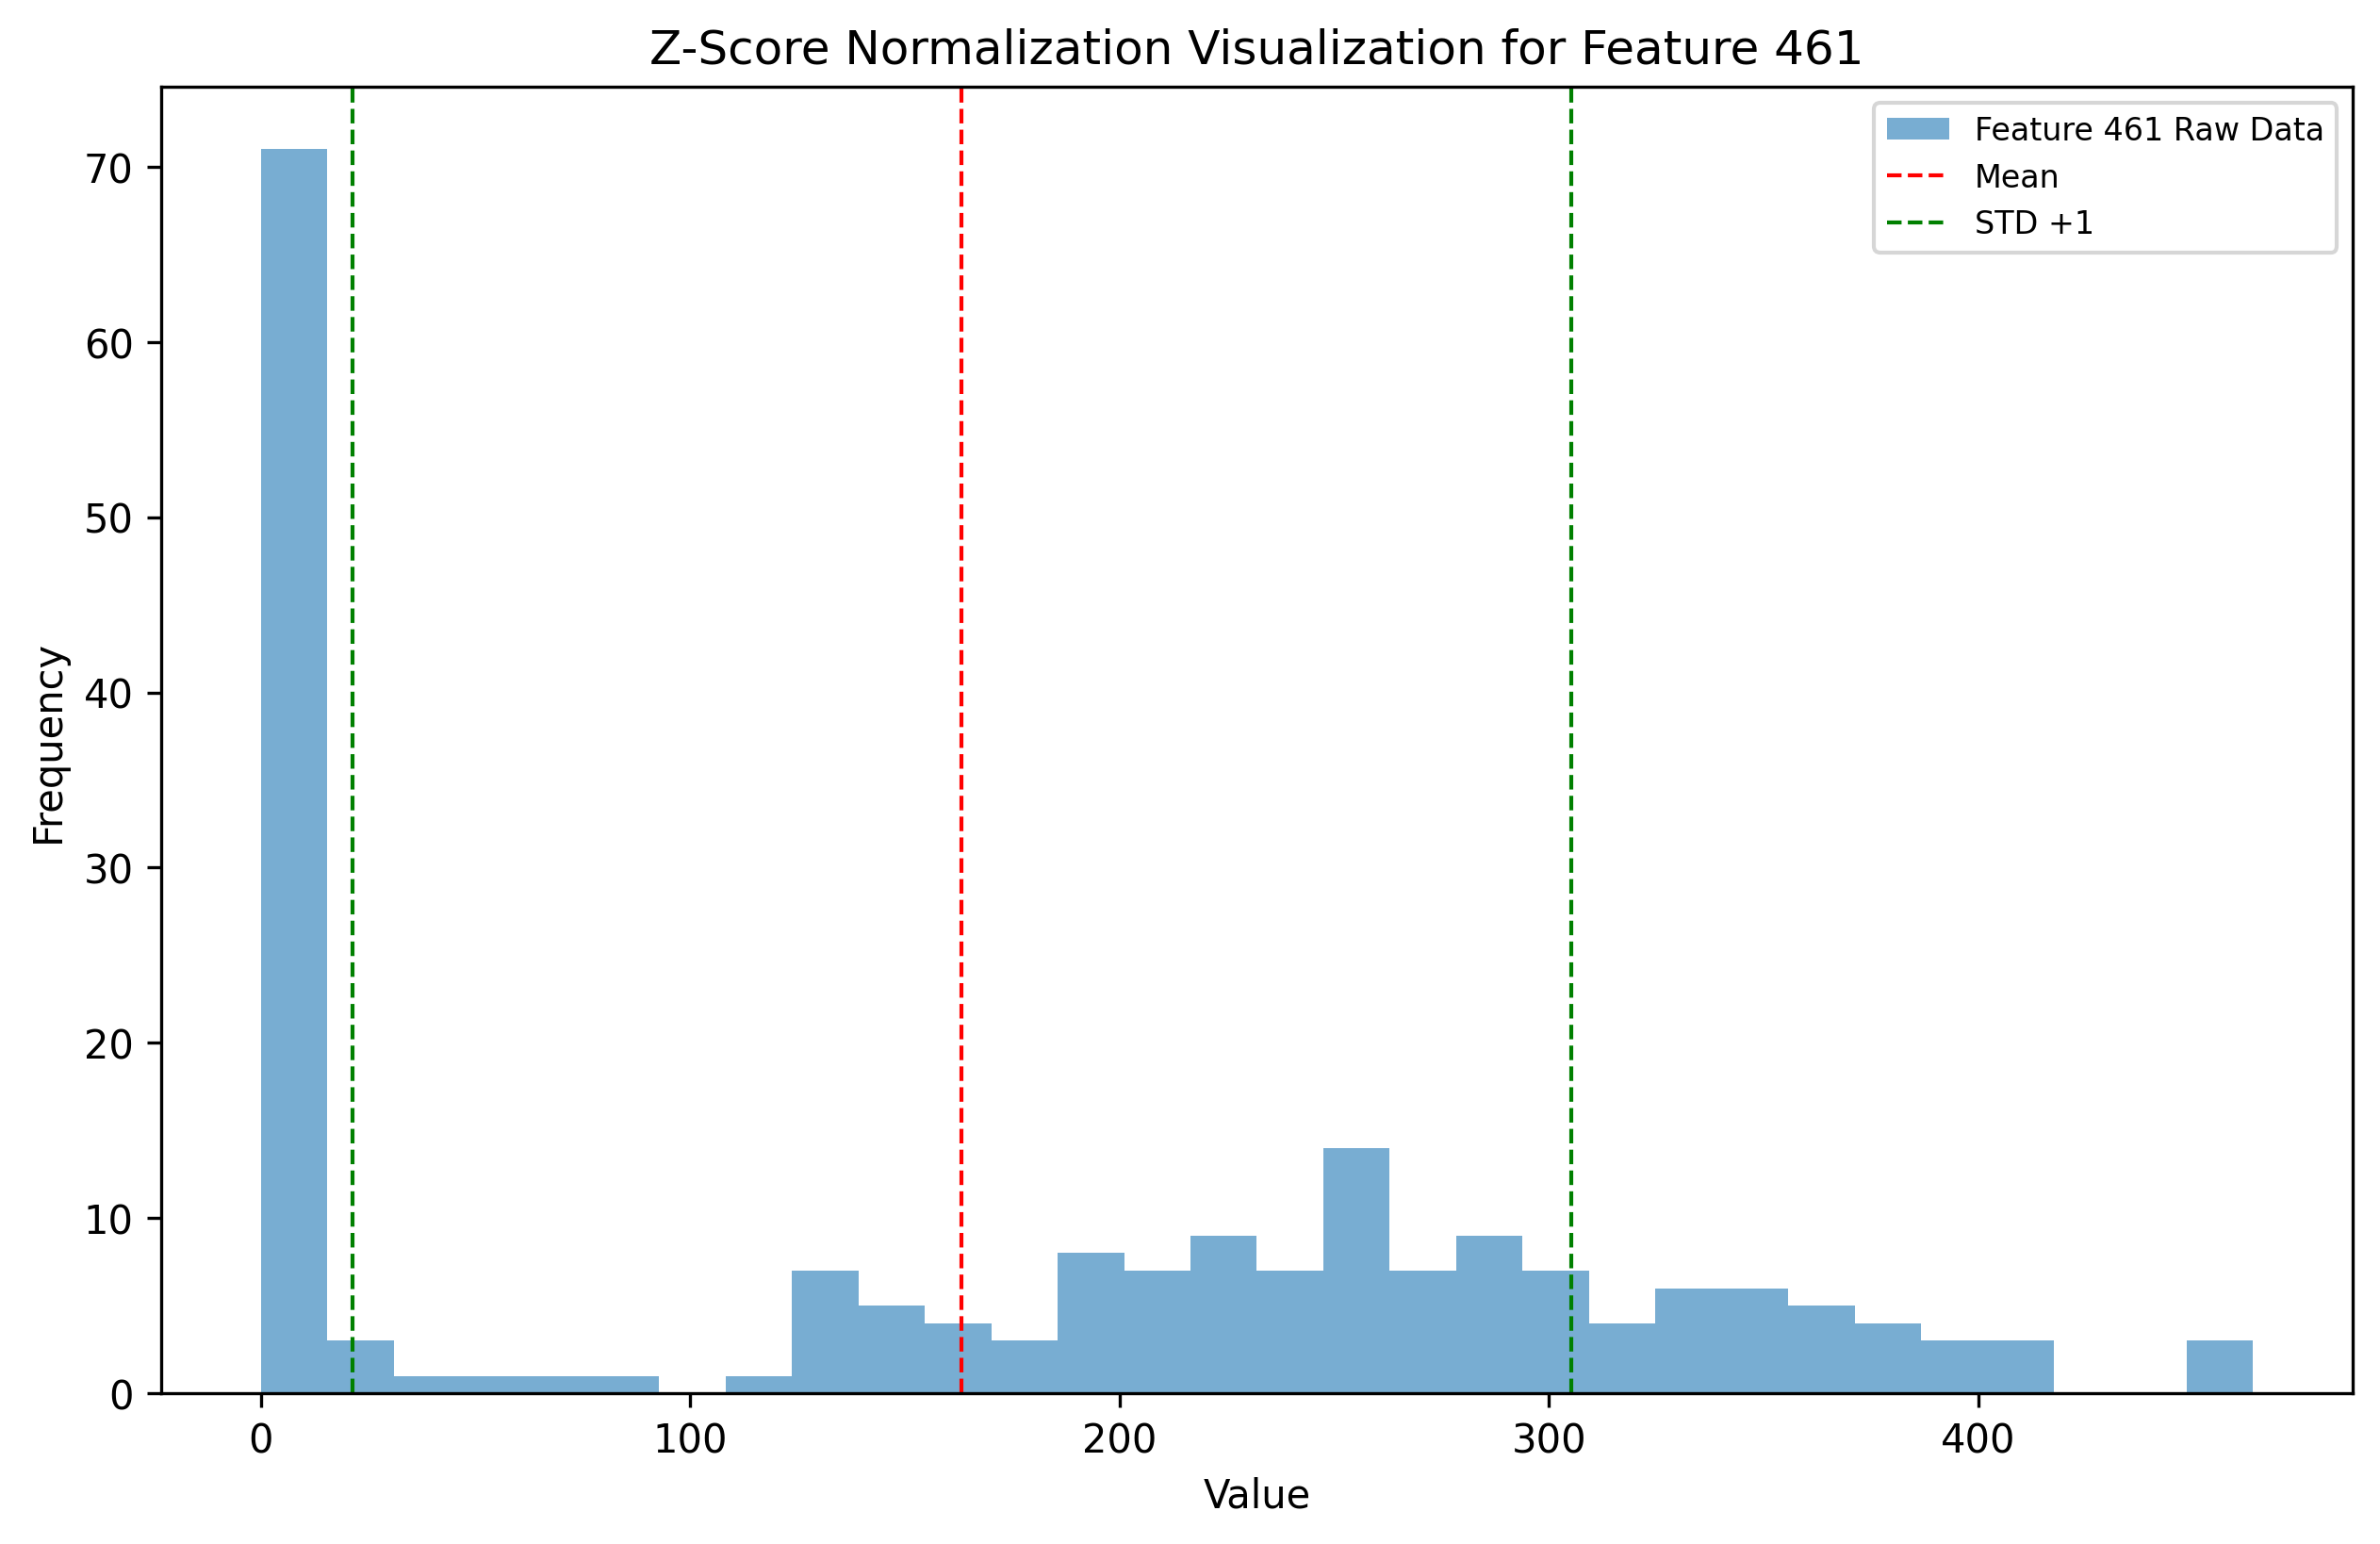 Z-Score Normalization Visualization for Feature 461
Feature 461 Raw Data
Mean
STD +1
70
60
50
40
30
20
10
0
Frequency
0 100 200 300 400
Value